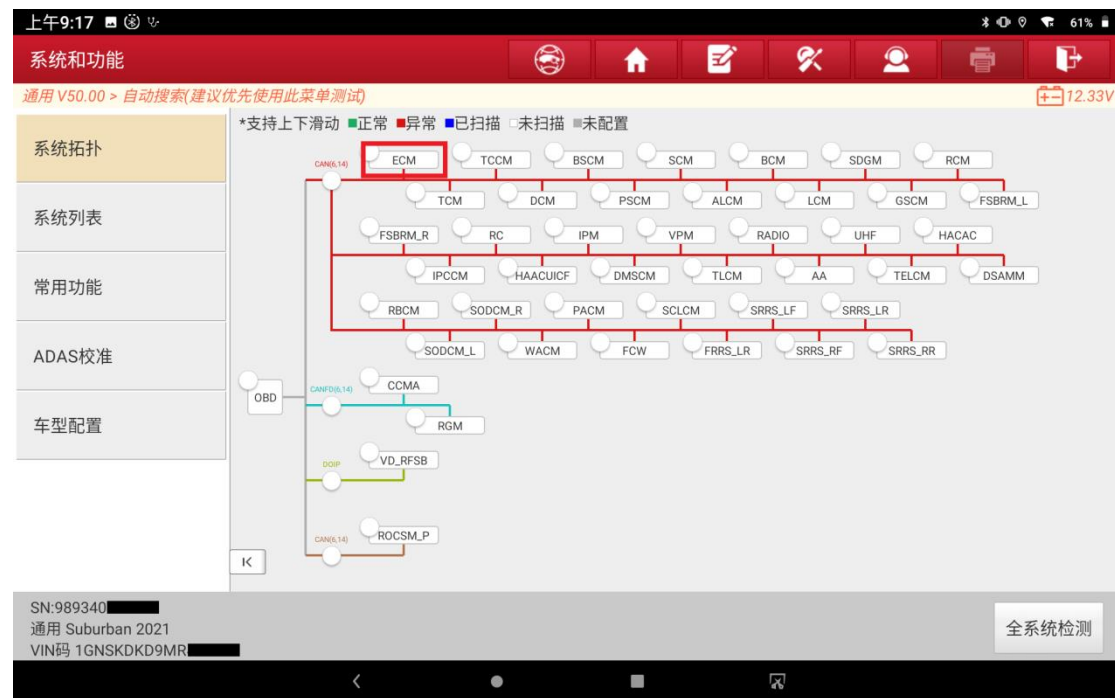 上午9:17
61%
系统和功能
通用 V50.00 > 自动搜索(建议优先使用此菜单测试)
12.33V
系统拓扑
系统列表
常用功能
ADAS校准
车型配置
*支持上下滑动 ■正常 ■异常 ■已扫描 □未扫描 ■未配置
CAN(6,14) ECM TCCM BSCM SCM BCM SDGM RCM
TCM DCM PSCM ALCM LCM GSCM FSBRM_L
FSBRM_R RC IPM VPM RADIO UHF HACAC
IPCCM HAACUICF DMSCM TLCM AA TELCM DSAMM
RBCM SODCM_R PACM SCLCM SRRS_LF SRRS_LR
SODCM_L WACM FCW FRRS_LR SRRS_RF SRRS_RR
OBD
CANFD(6,14) CCMA
RGM
DOIP VD_RFSB
CAN(6,14) ROCSM_P
SN:989340
通用 Suburban 2021
VIN码 1GNSKDKD9MR
全系统检测